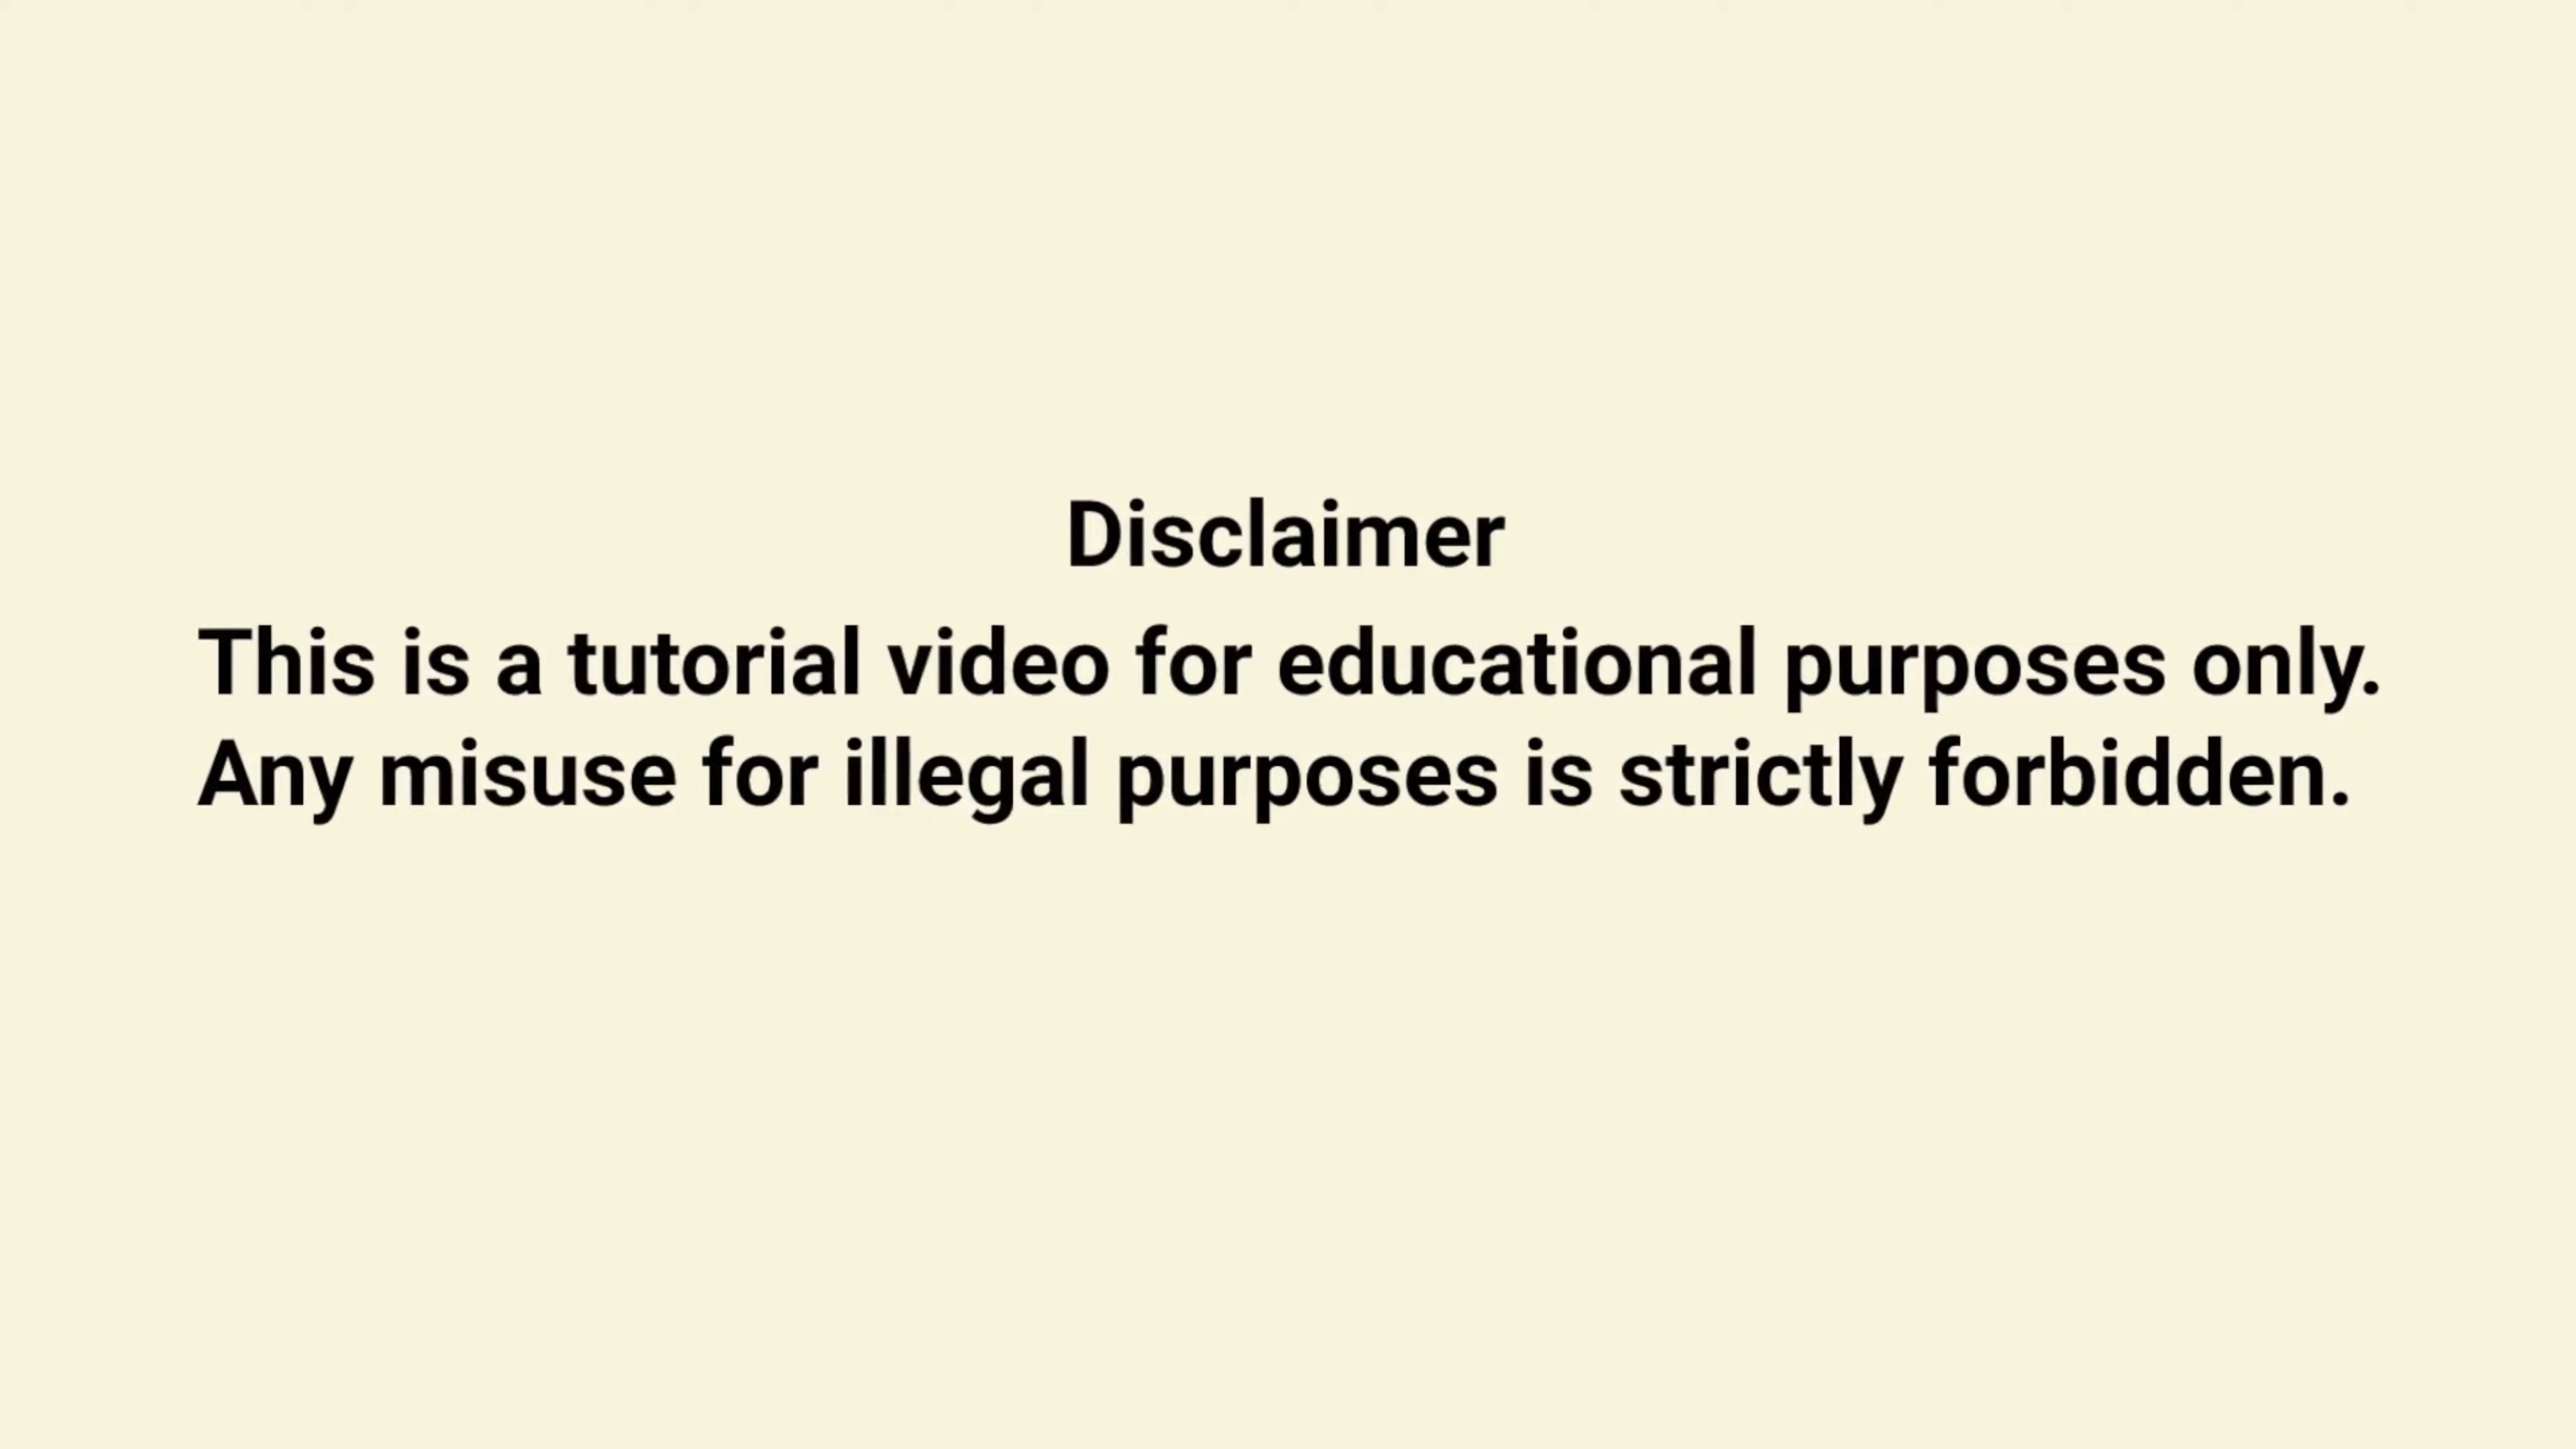 Disclaimer
This is a tutorial video for educational purposes only.
Any misuse for illegal purposes is strictly forbidden.